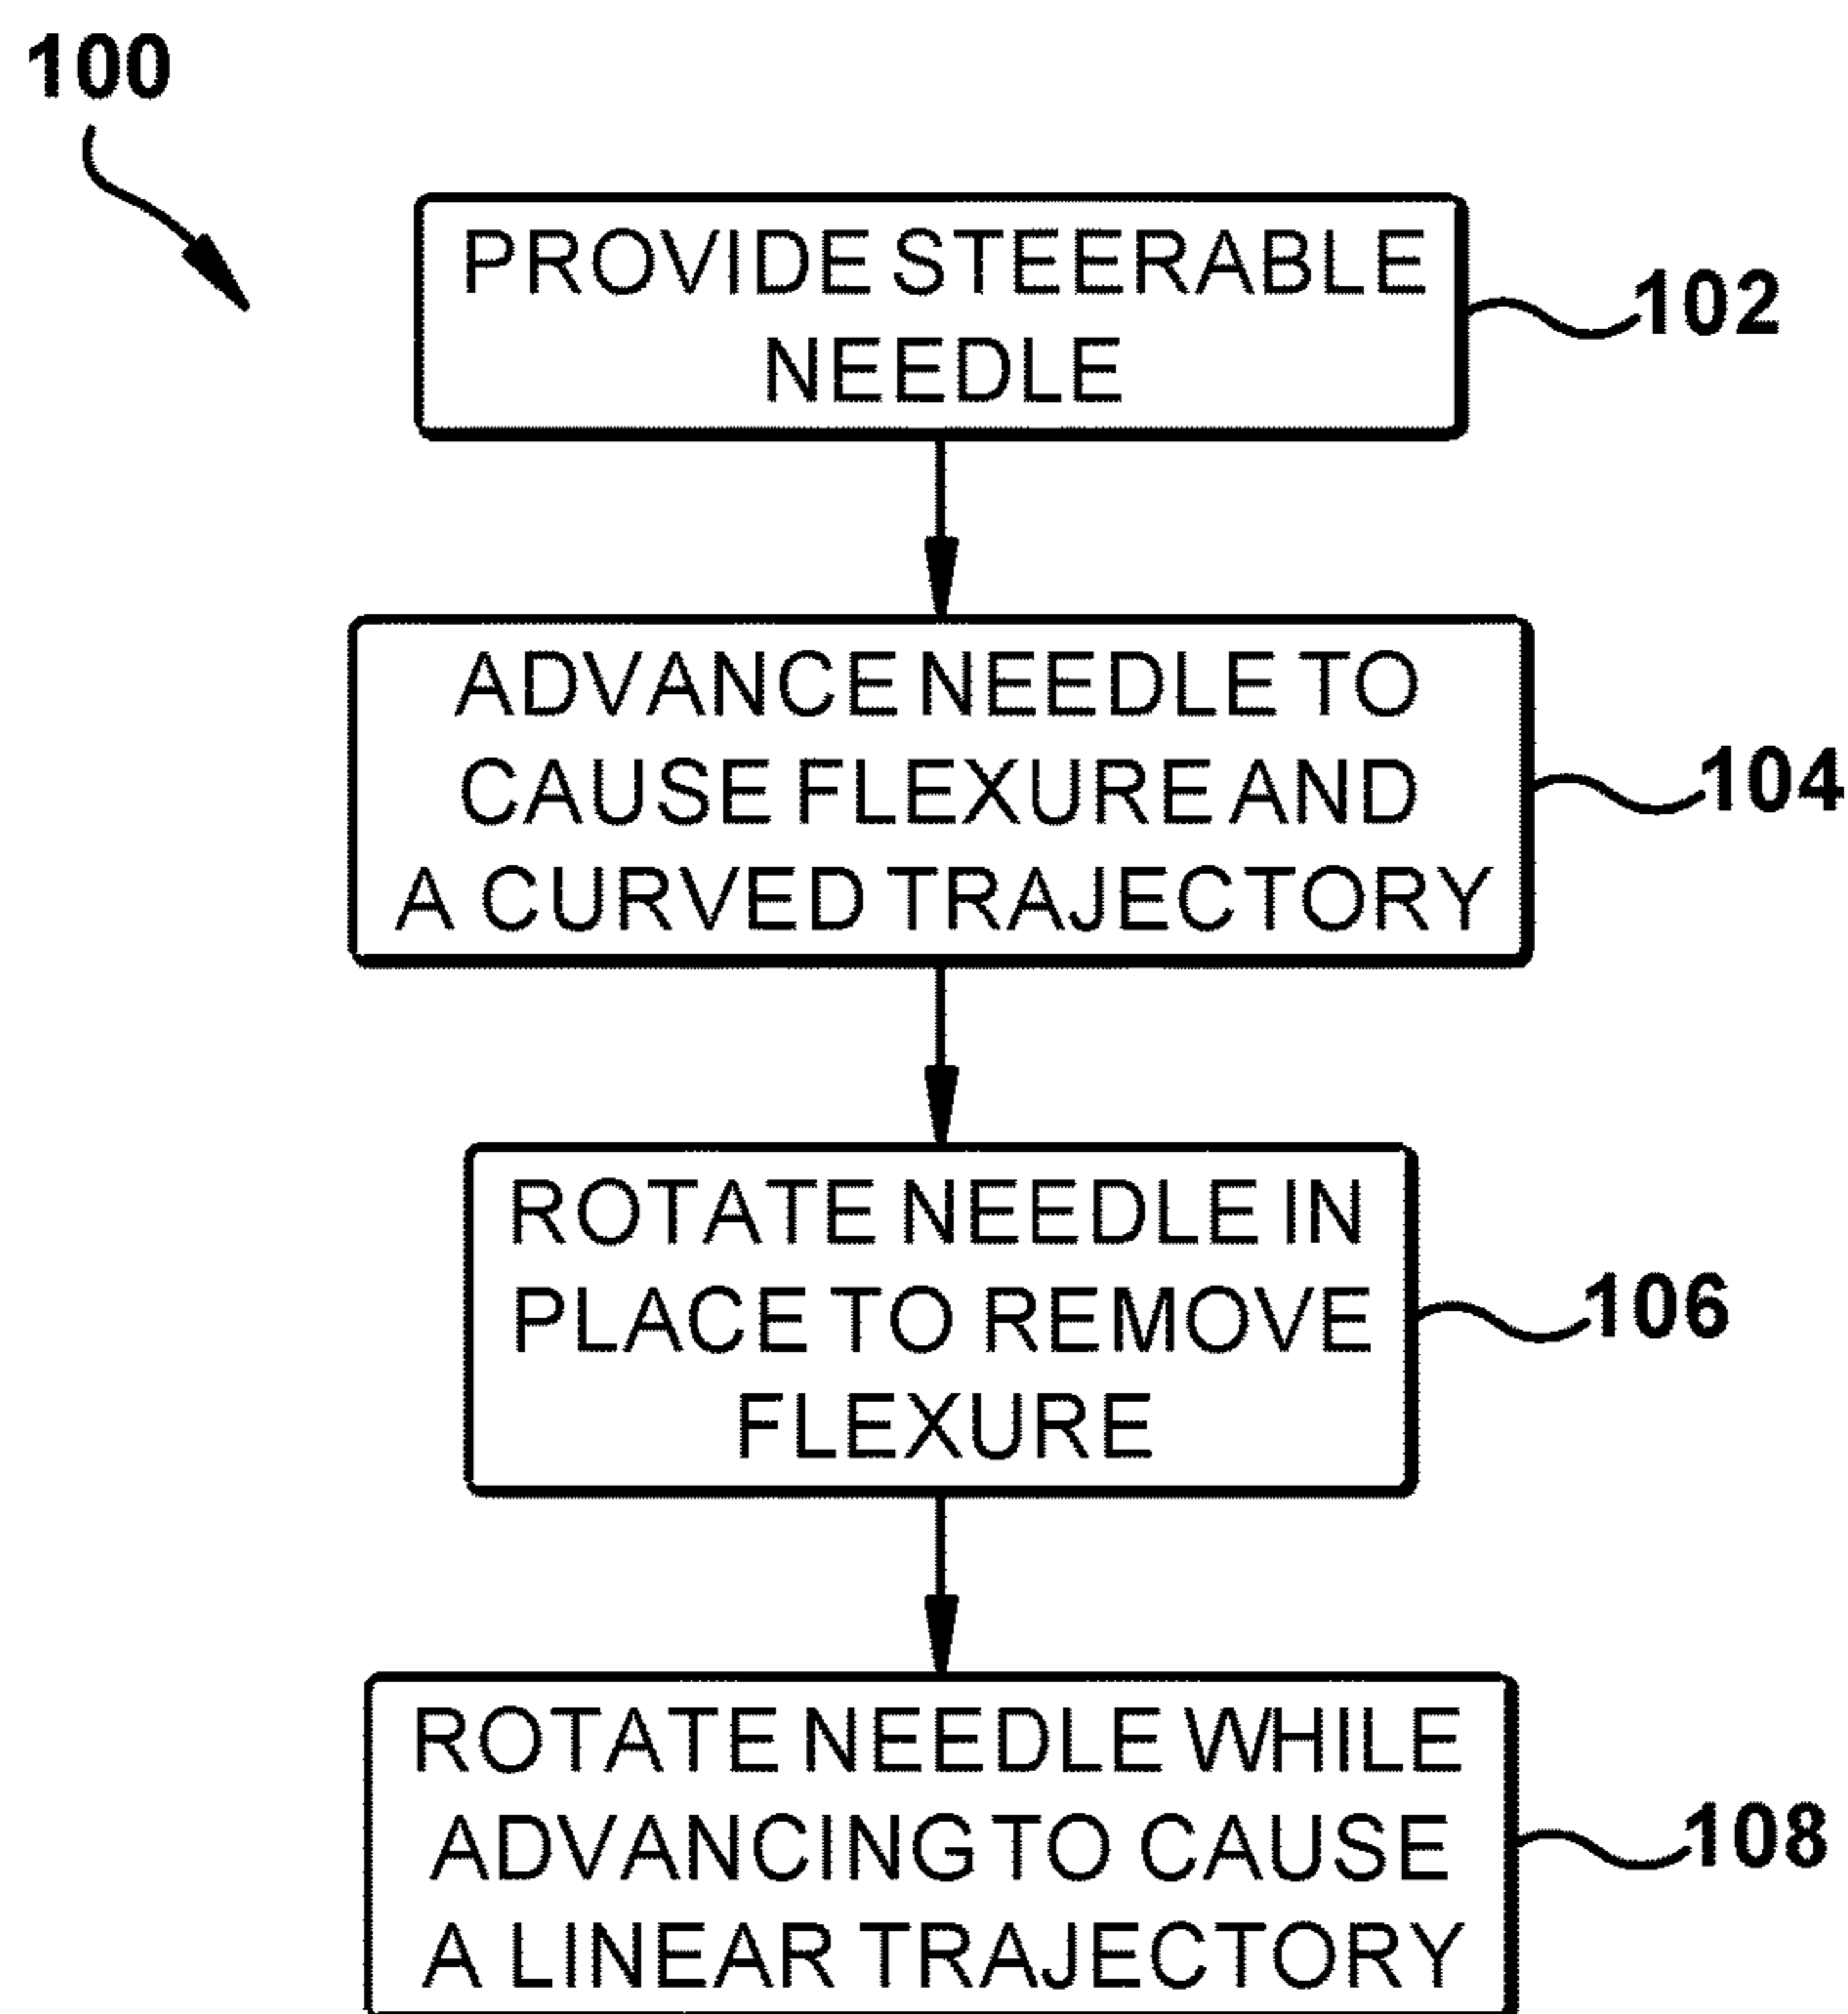 100
PROVIDE STEERABLE
NEEDLE
102
ADVANCE NEEDLE TO
CAUSE FLEXURE AND
A CURVED TRAJECTORY
104
ROTATE NEEDLE IN
PLACE TO REMOVE
FLEXURE
106
ROTATE NEEDLE WHILE
ADVANCING TO CAUSE
A LINEAR TRAJECTORY
108